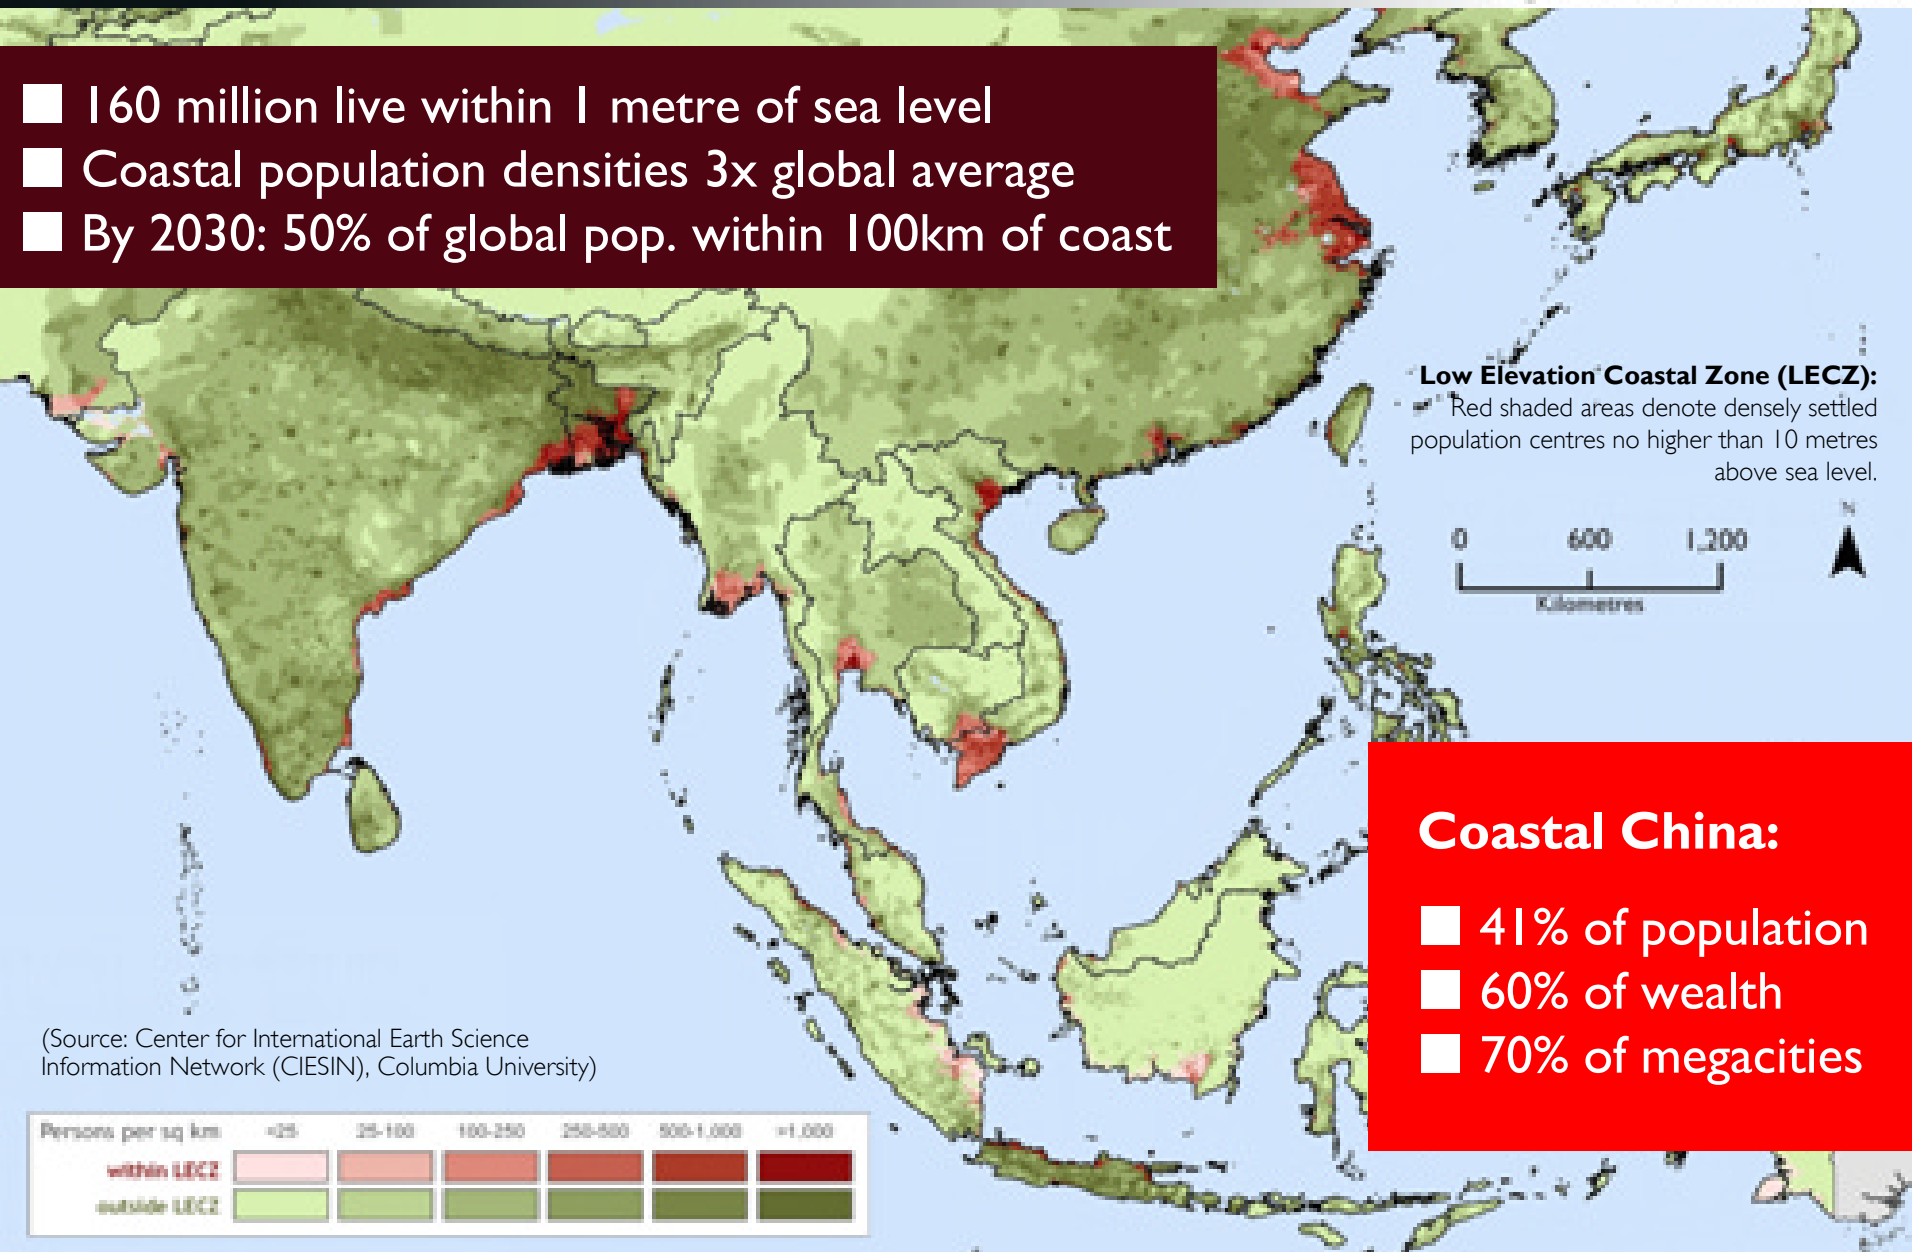 160 million live within 1 metre of sea level
Coastal population densities 3x global average
By 2030: 50% of global pop. within 100km of coast
Low Elevation Coastal Zone (LECZ):
Red shaded areas denote densely settled
population centres no higher than 10 metres
above sea level.
N
0 600 1,200
Kilometres
Coastal China:
41% of population
60% of wealth
70% of megacities
(Source: Center for International Earth Science
Information Network (CIESIN), Columbia University)
Persons per sq km 25-100 100-250 250-500 500-1,000
within LECZ
outside LECZ